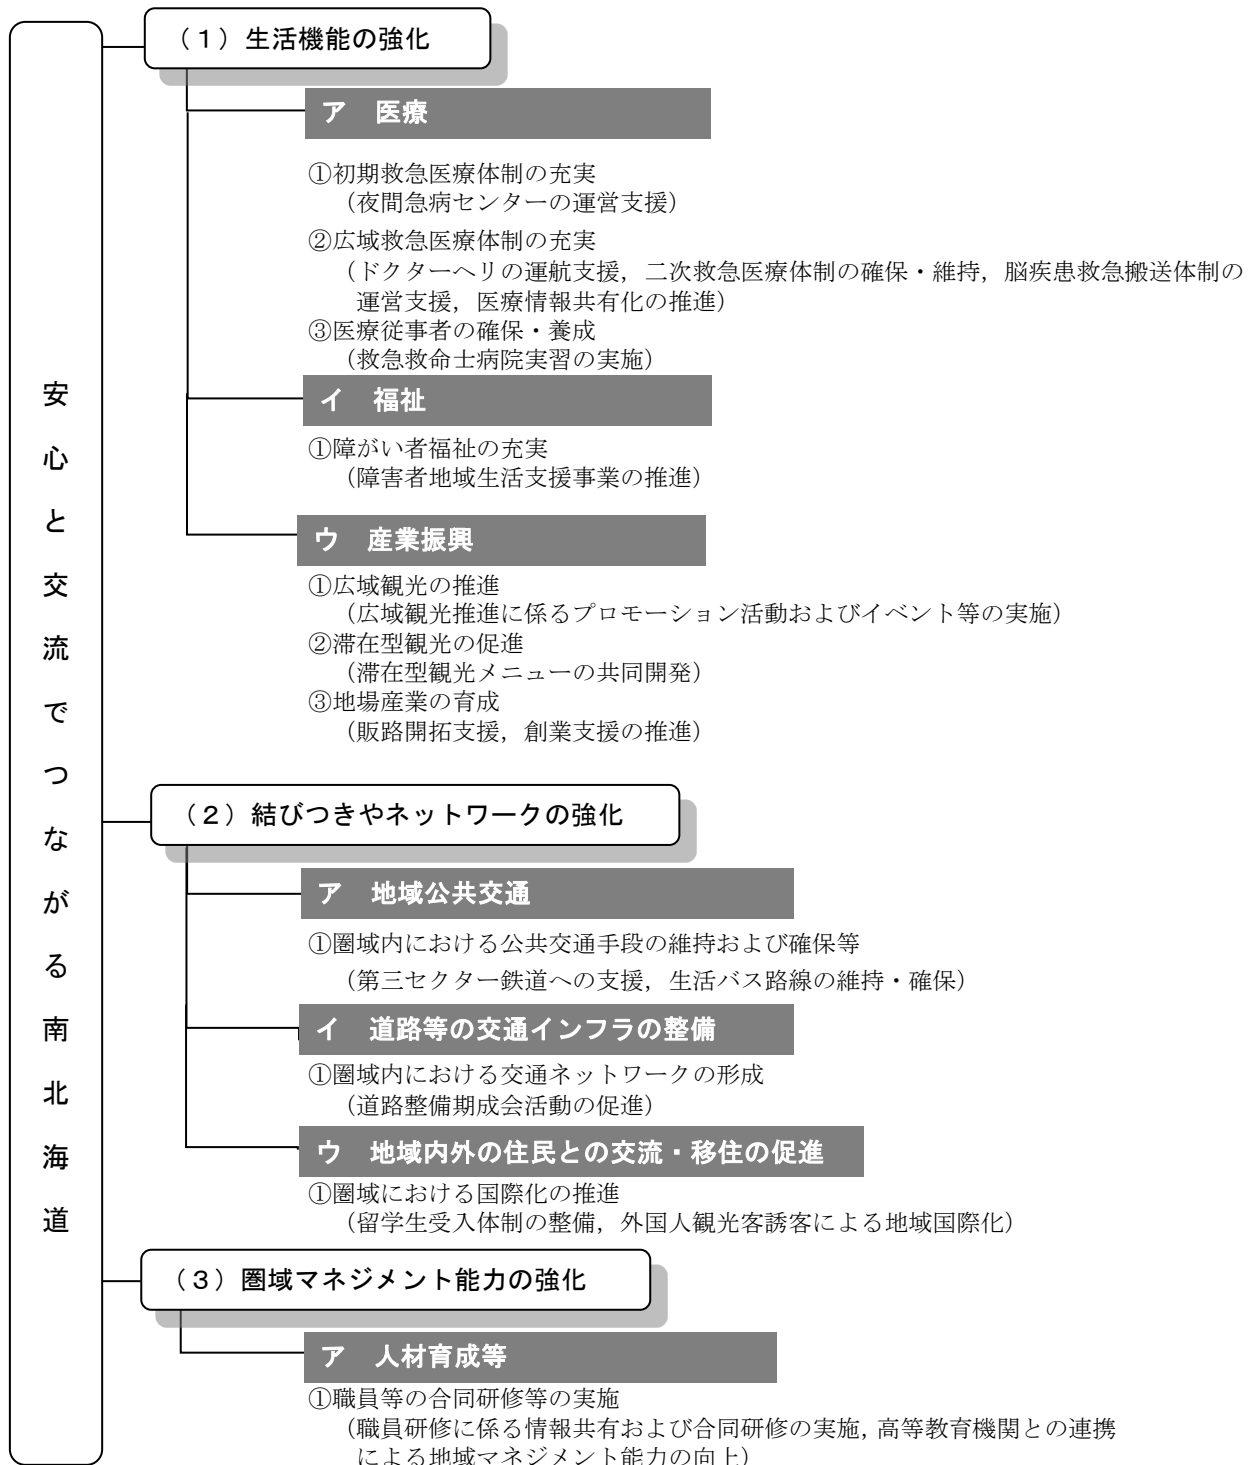 安心と交流でつながる南北海道
（１）生活機能の強化
ア　医療
①初期救急医療体制の充実
（夜間急病センターの運営支援）
②広域救急医療体制の充実
（ドクターヘリの運航支援，二次救急医療体制の確保・維持，脳疾患救急搬送体制の
運営支援，医療情報共有化の推進）
③医療従事者の確保・養成
（救急救命士病院実習の実施）
イ　福祉
①障がい者福祉の充実
（障害者地域生活支援事業の推進）
ウ　産業振興
①広域観光の推進
（広域観光推進に係るプロモーション活動およびイベント等の実施）
②滞在型観光の促進
（滞在型観光メニューの共同開発）
③地場産業の育成
（販路開拓支援，創業支援の推進）
（２）結びつきやネットワークの強化
ア　地域公共交通
①圏域内における公共交通手段の維持および確保等
（第三セクター鉄道への支援，生活バス路線の維持・確保）
イ　道路等の交通インフラの整備
①圏域内における交通ネットワークの形成
（道路整備期成会活動の促進）
ウ　地域内外の住民との交流・移住の促進
①圏域における国際化の推進
（留学生受入体制の整備，外国人観光客誘客による地域国際化）
（３）圏域マネジメント能力の強化
ア　人材育成等
①職員等の合同研修等の実施
（職員研修に係る情報共有および合同研修の実施，高等教育機関との連携
による地域マネジメント能力の向上）